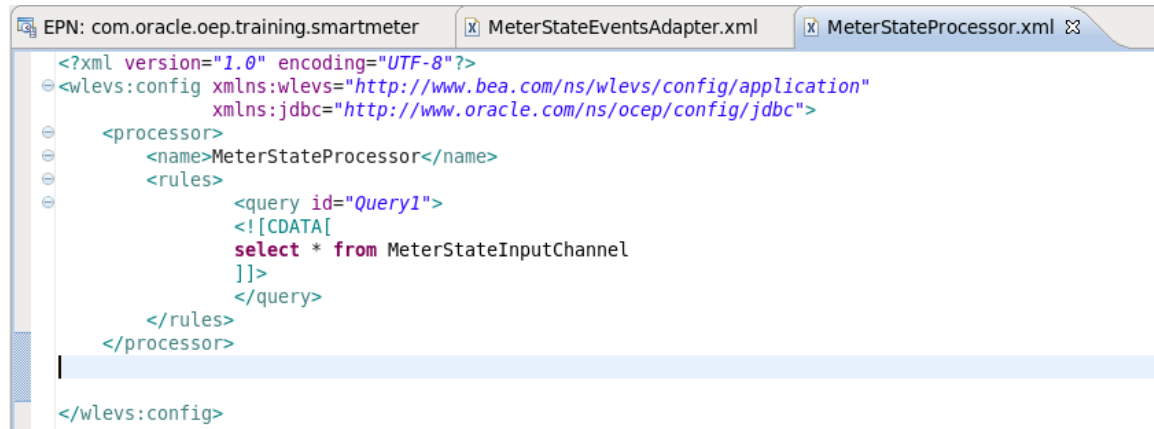 EPN: com.oracle.oep.training.smartmeter MeterStateEventsAdapter.xml MeterStateProcessor.xml
<?xml version="1.0" encoding="UTF-8"?>
<wlevs:config xmlns:wlevs="http://www.bea.com/ns/wlevs/config/application"
xmlns:jdbc="http://www.oracle.com/ns/ocep/config/jdbc">
<processor>
<name>MeterStateProcessor</name>
<rules>
<query id="Query1">
<![CDATA[
select * from MeterStateInputChannel
]]>
</query>
</rules>
</processor>
</wlevs:config>